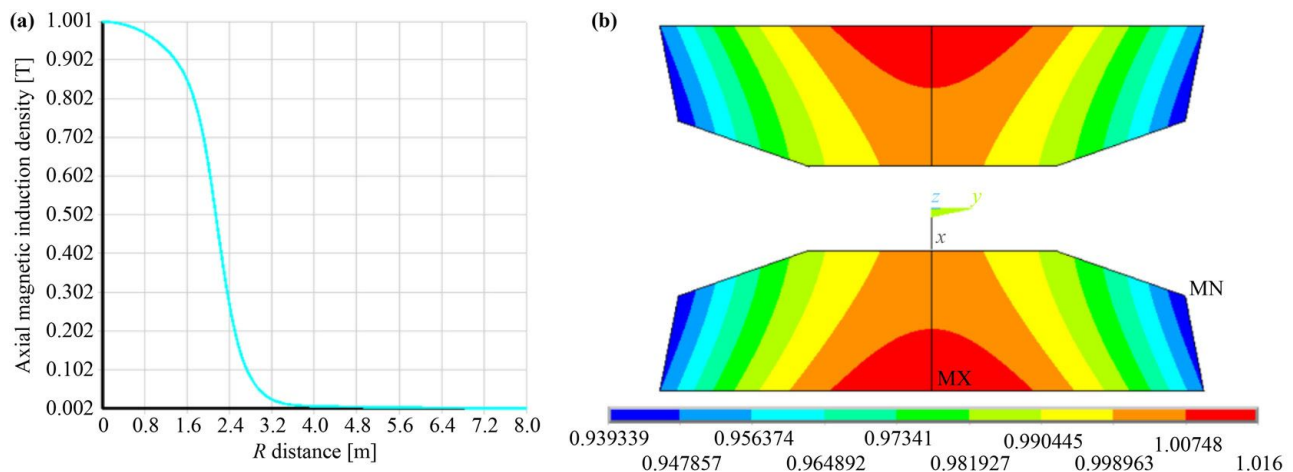 (a)
Axial magnetic induction density [T]
1.001
0.902
0.802
0.702
0.602
0.502
0.402
0.302
0.202
0.102
0.002
0 0.8 1.6 2.4 3.2 4.0 4.8 5.6 6.4 7.2 8.0
R distance [m]
(b)
z y
x
MN
MX
0.939339 0.956374 0.97341 0.990445 1.00748
0.947857 0.964892 0.981927 0.998963 1.016